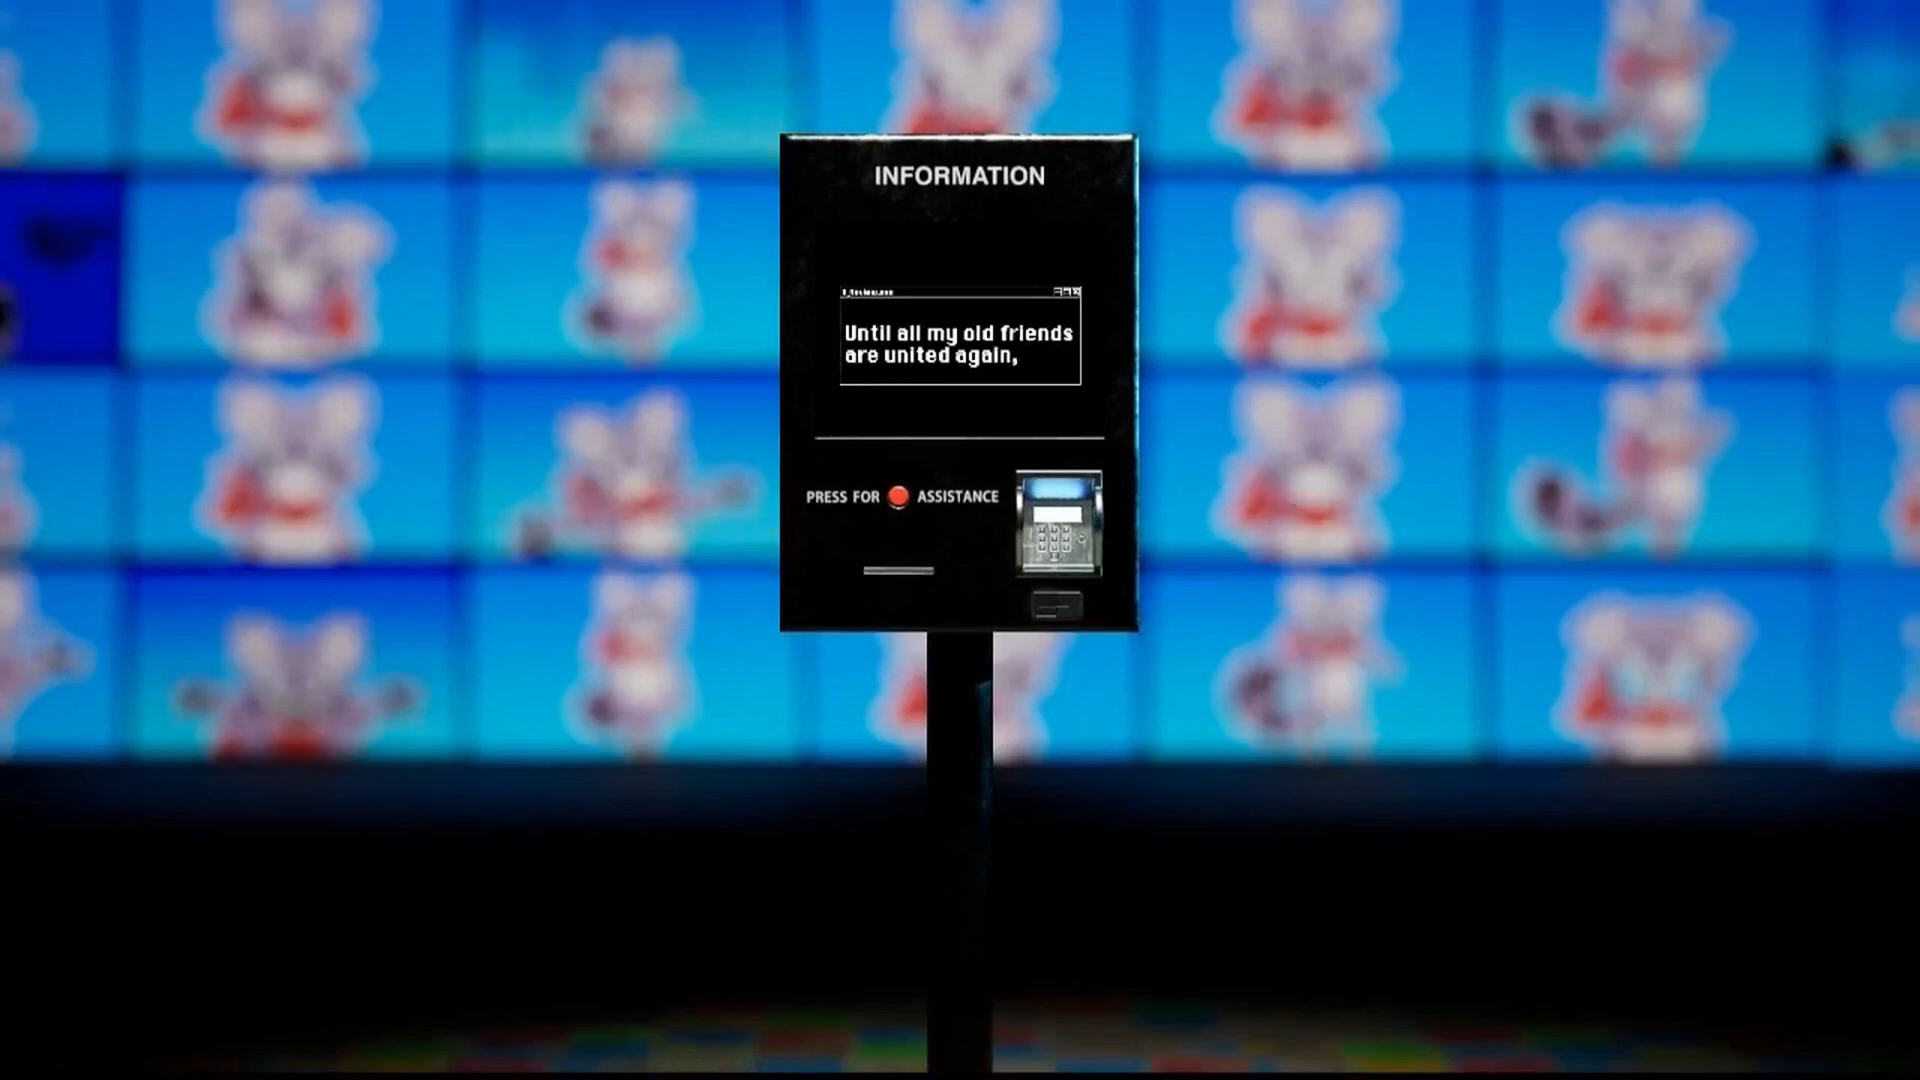 INFORMATION
Until all my old friends
are united again,
PRESS FOR ASSISTANCE